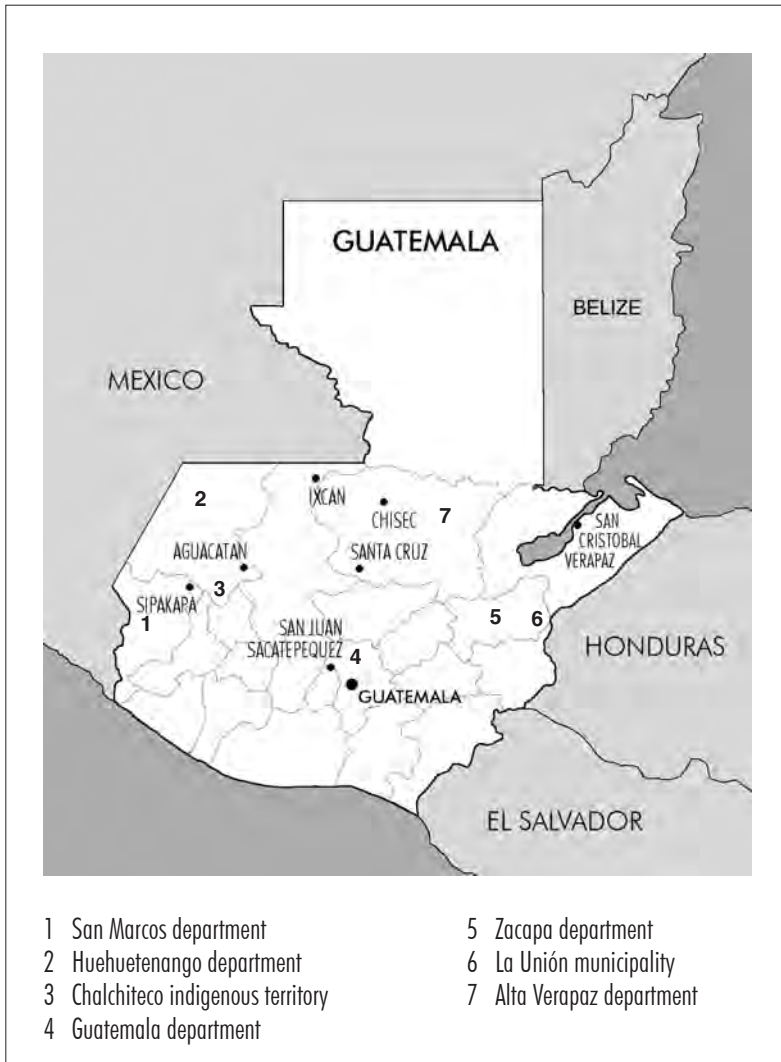 GUATEMALA
BELIZE
MEXICO
2
IXCAN
CHISEC
7
SAN
CRISTOBAL
VERAPAZ
AGUACATAN
SANTA CRUZ
3
SIPAKAPA
1
5
6
SAN JUAN
SACATEPEQUEZ
4
GUATEMALA
HONDURAS
EL SALVADOR
1 San Marcos department
2 Huehuetenango department
3 Chalchiteco indigenous territory
4 Guatemala department
5 Zacapa department
6 La Unión municipality
7 Alta Verapaz department